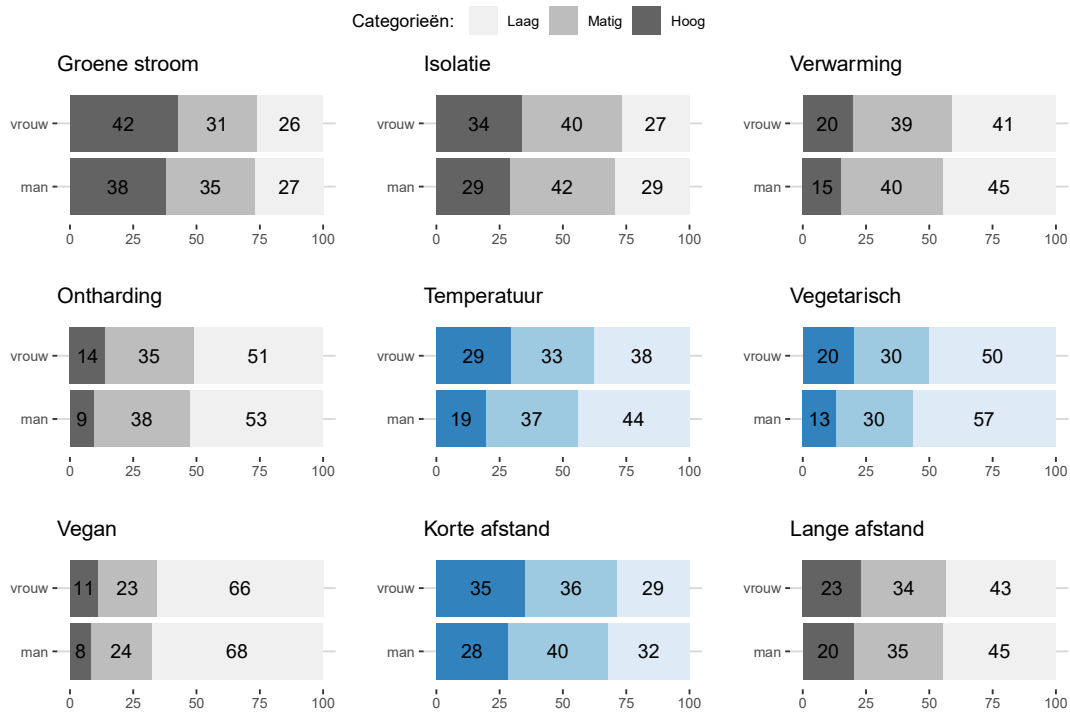 Categorieën: Laag Matig Hoog
Groene stroom Isolatie Verwarming
vrouw 42 31 26 vrouw 34 40 27 vrouw 20 39 41
man 38 35 27 man 29 42 29 man 15 40 45
0 25 50 75 100 0 25 50 75 100 0 25 50 75 100
Ontharding Temperatuur Vegetarisch
vrouw 14 35 51 vrouw 29 33 38 vrouw 20 30 50
man 9 38 53 man 19 37 44 man 13 30 57
0 25 50 75 100 0 25 50 75 100 0 25 50 75 100
Vegan Korte afstand Lange afstand
vrouw 11 23 66 vrouw 35 36 29 vrouw 23 34 43
man 8 24 68 man 28 40 32 man 20 35 45
0 25 50 75 100 0 25 50 75 100 0 25 50 75 100